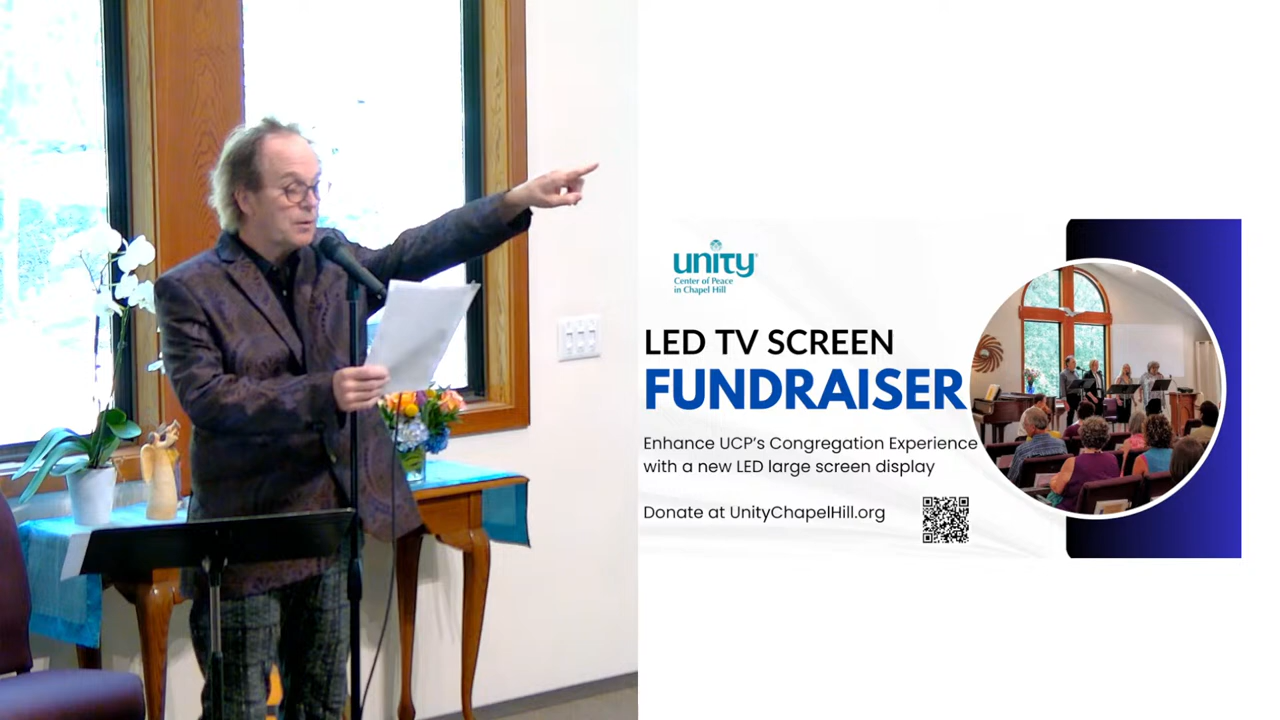 unity
Center of Peace
in Chapel Hill
LED TV SCREEN
FUNDRAISER
Enhance UCP's Congregation Experience
with a new LED large screen display
Donate at UnityChapelHill.org